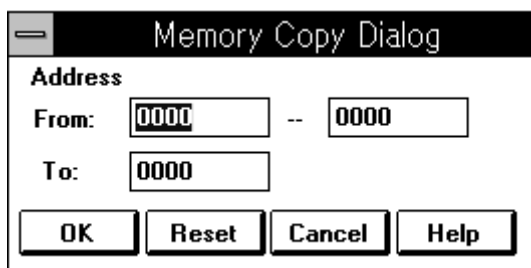 Memory Copy Dialog
Address
From: 0000 -- 0000
To: 0000
OK Reset Cancel Help